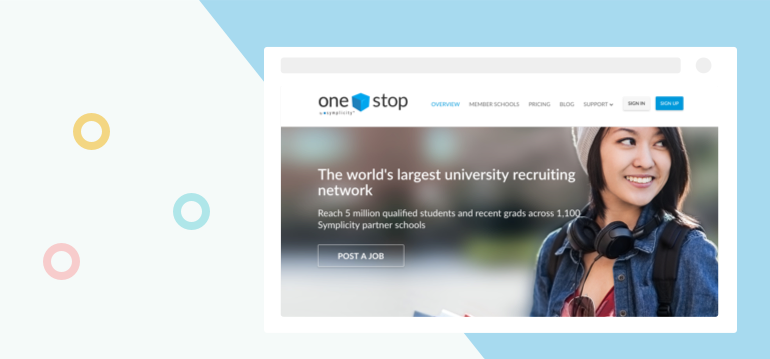 one stop
by symplicity
OVERVIEW MEMBER SCHOOLS PRICING BLOG SUPPORT SIGN IN SIGN UP
The world's largest university recruiting
network
Reach 5 million qualified students and recent grads across 1,100
Symplicity partner schools
POST A JOB